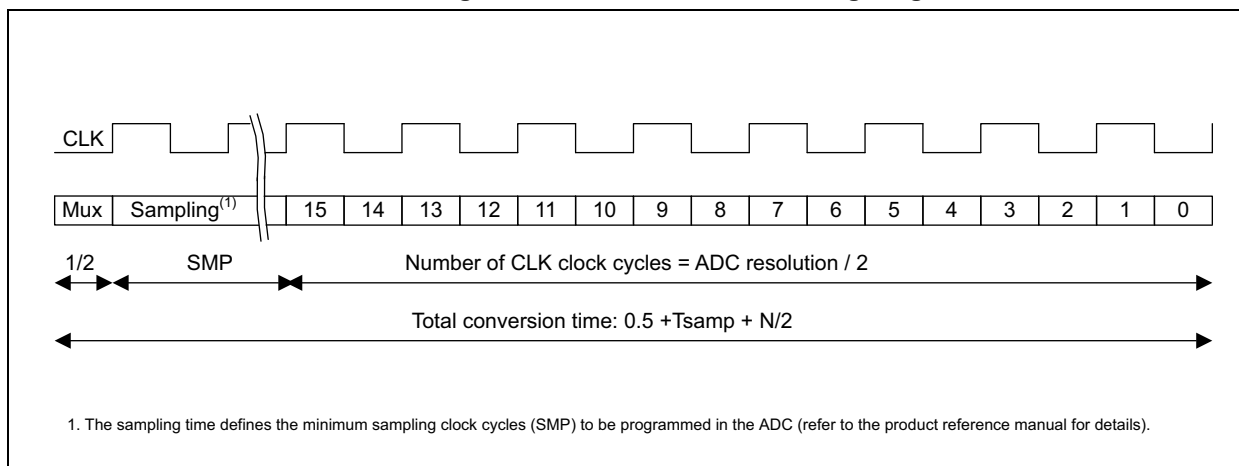 CLK
Mux Sampling(1) 15 14 13 12 11 10 9 8 7 6 5 4 3 2 1 0
1/2 SMP Number of CLK clock cycles = ADC resolution / 2
Total conversion time: 0.5 +Tsamp + N/2
1. The sampling time defines the minimum sampling clock cycles (SMP) to be programmed in the ADC (refer to the product reference manual for details).